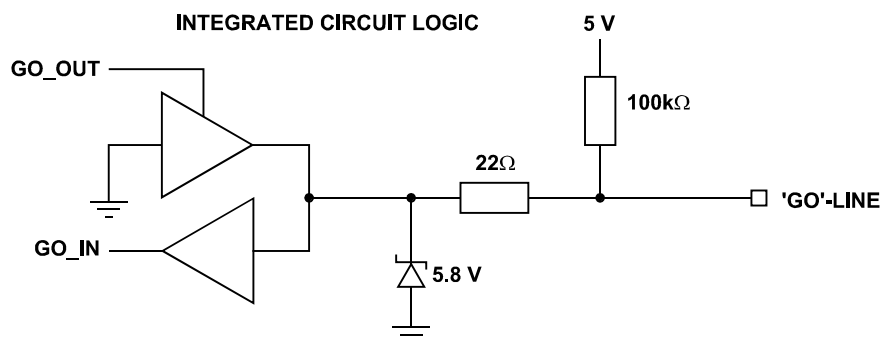 INTEGRATED CIRCUIT LOGIC
5 V
GO_OUT
100kΩ
22Ω
'GO'-LINE
GO_IN
5.8 V